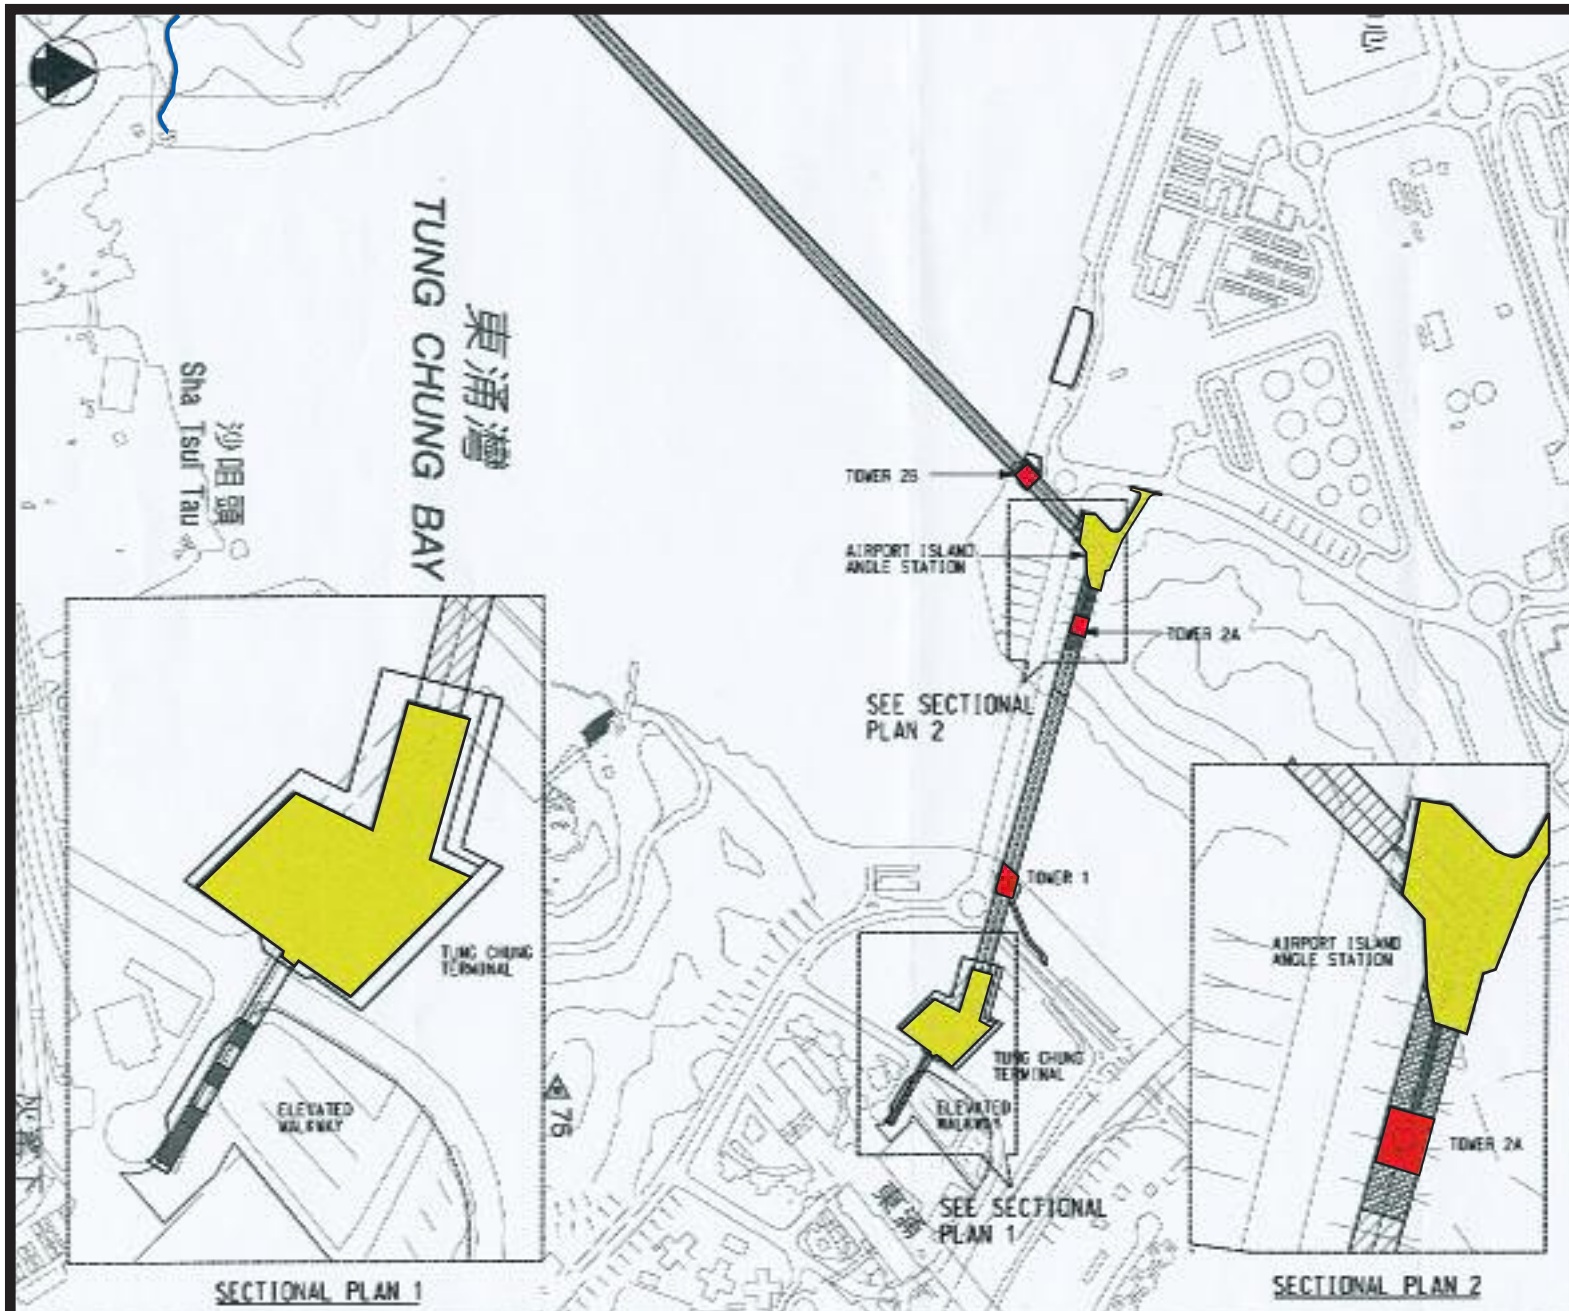 東涌灣
TUNG CHUNG BAY
沙咀頭
Sha Tsui Tau
TOWER 2B
AIRPORT ISLAND
ANGLE STATION
TOWER 2A
SEE SECTIONAL
PLAN 2
TOWER 1
TUNG CHUNG
TERMINAL
ELEVATED
WALKWAY
SEE SECTIONAL
PLAN 1
東涌
76
TUNG CHUNG
TERMINAL
ELEVATED
WALKWAY
SECTIONAL PLAN 1
AIRPORT ISLAND
ANGLE STATION
TOWER 2A
SECTIONAL PLAN 2